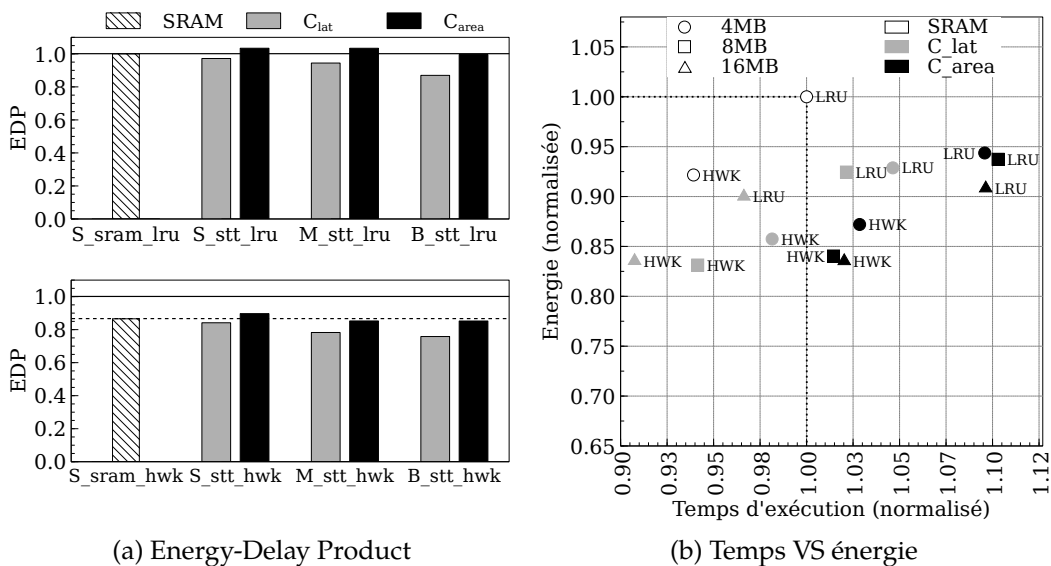 SRAM C_lat C_area
EDP
1.0
0.8
0.6
0.4
0.2
0.0
S_sram_lru S_stt_lru M_stt_lru B_stt_lru
EDP
1.0
0.8
0.6
0.4
0.2
0.0
S_sram_hwk S_stt_hwk M_stt_hwk B_stt_hwk
(a) Energy-Delay Product
4MB SRAM
8MB C_lat
16MB C_area
Energie (normalisée)
1.05
1.00
0.95
0.90
0.85
0.80
0.75
0.70
0.65
LRU
HWK
LRU
LRU
LRU
LRU
LRU
LRU
HWK
HWK
HWK
HWK
HWK
HWK
0.90 0.93 0.95 0.98 1.00 1.03 1.05 1.07 1.10 1.12
Temps d'exécution (normalisé)
(b) Temps VS énergie